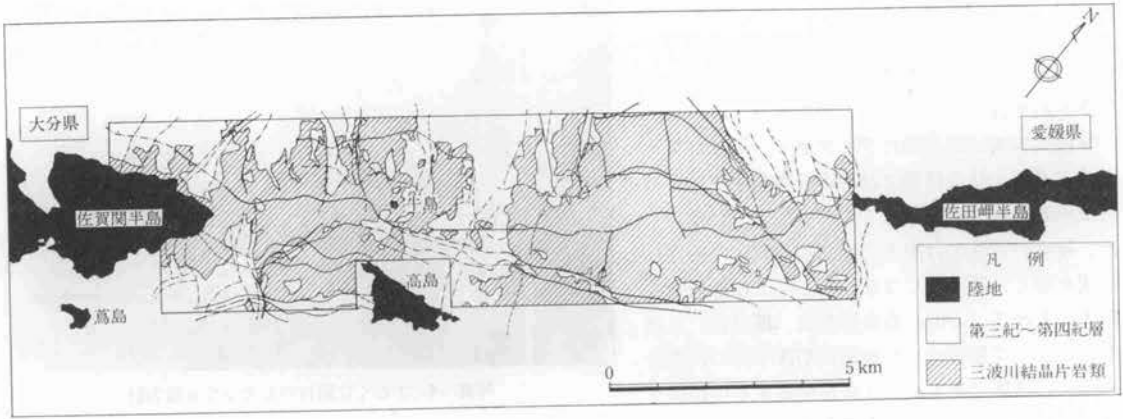 N
大分県
愛媛県
佐賀関半島
牛島
佐田岬半島
高島
蔦島
凡 例
陸地
第三紀～第四紀層
三波川結晶片岩類
0 5 km